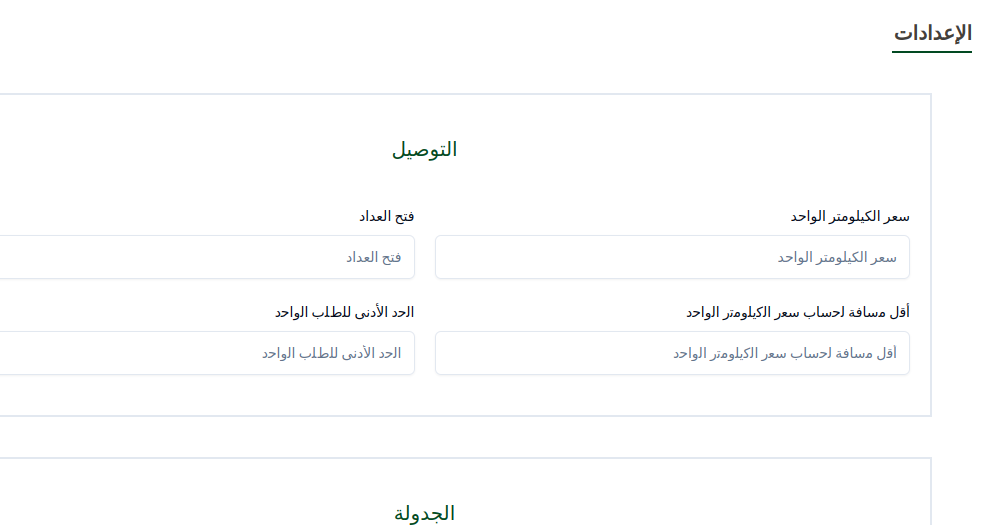 الإعدادات
التوصيل
سعر الكيلومتر الواحد
فتح العداد
سعر الكيلومتر الواحد
فتح العداد
أقل مسافة لحساب سعر الكيلومتر الواحد
الحد الأدنى للطلب الواحد
أقل مسافة لحساب سعر الكيلومتر الواحد
الحد الأدنى للطلب الواحد
الجدولة